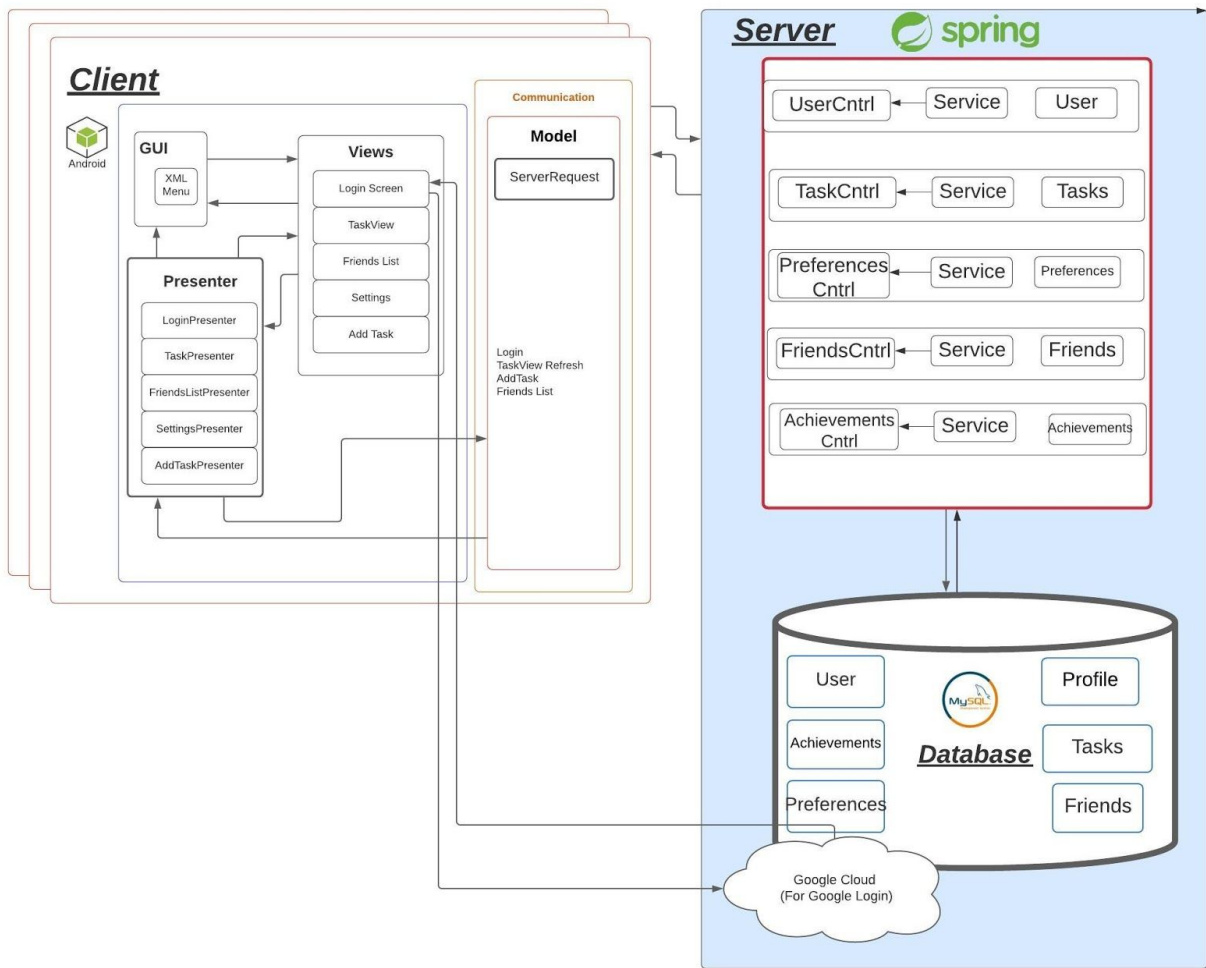 Client
Android
GUI
XML
Menu
Views
Login Screen
TaskView
Friends List
Settings
Add Task
Presenter
LoginPresenter
TaskPresenter
FriendsListPresenter
SettingsPresenter
AddTaskPresenter
Communication
Model
ServerRequest
Login
TaskView Refresh
AddTask
Friends List
Server
spring
UserCntrl
Service
User
TaskCntrl
Service
Tasks
Preferences
Cntrl
Service
Preferences
FriendsCntrl
Service
Friends
Achievements
Cntrl
Service
Achievements
User
MySQL
Profile
Achievements
Database
Tasks
Preferences
Friends
Google Cloud
(For Google Login)